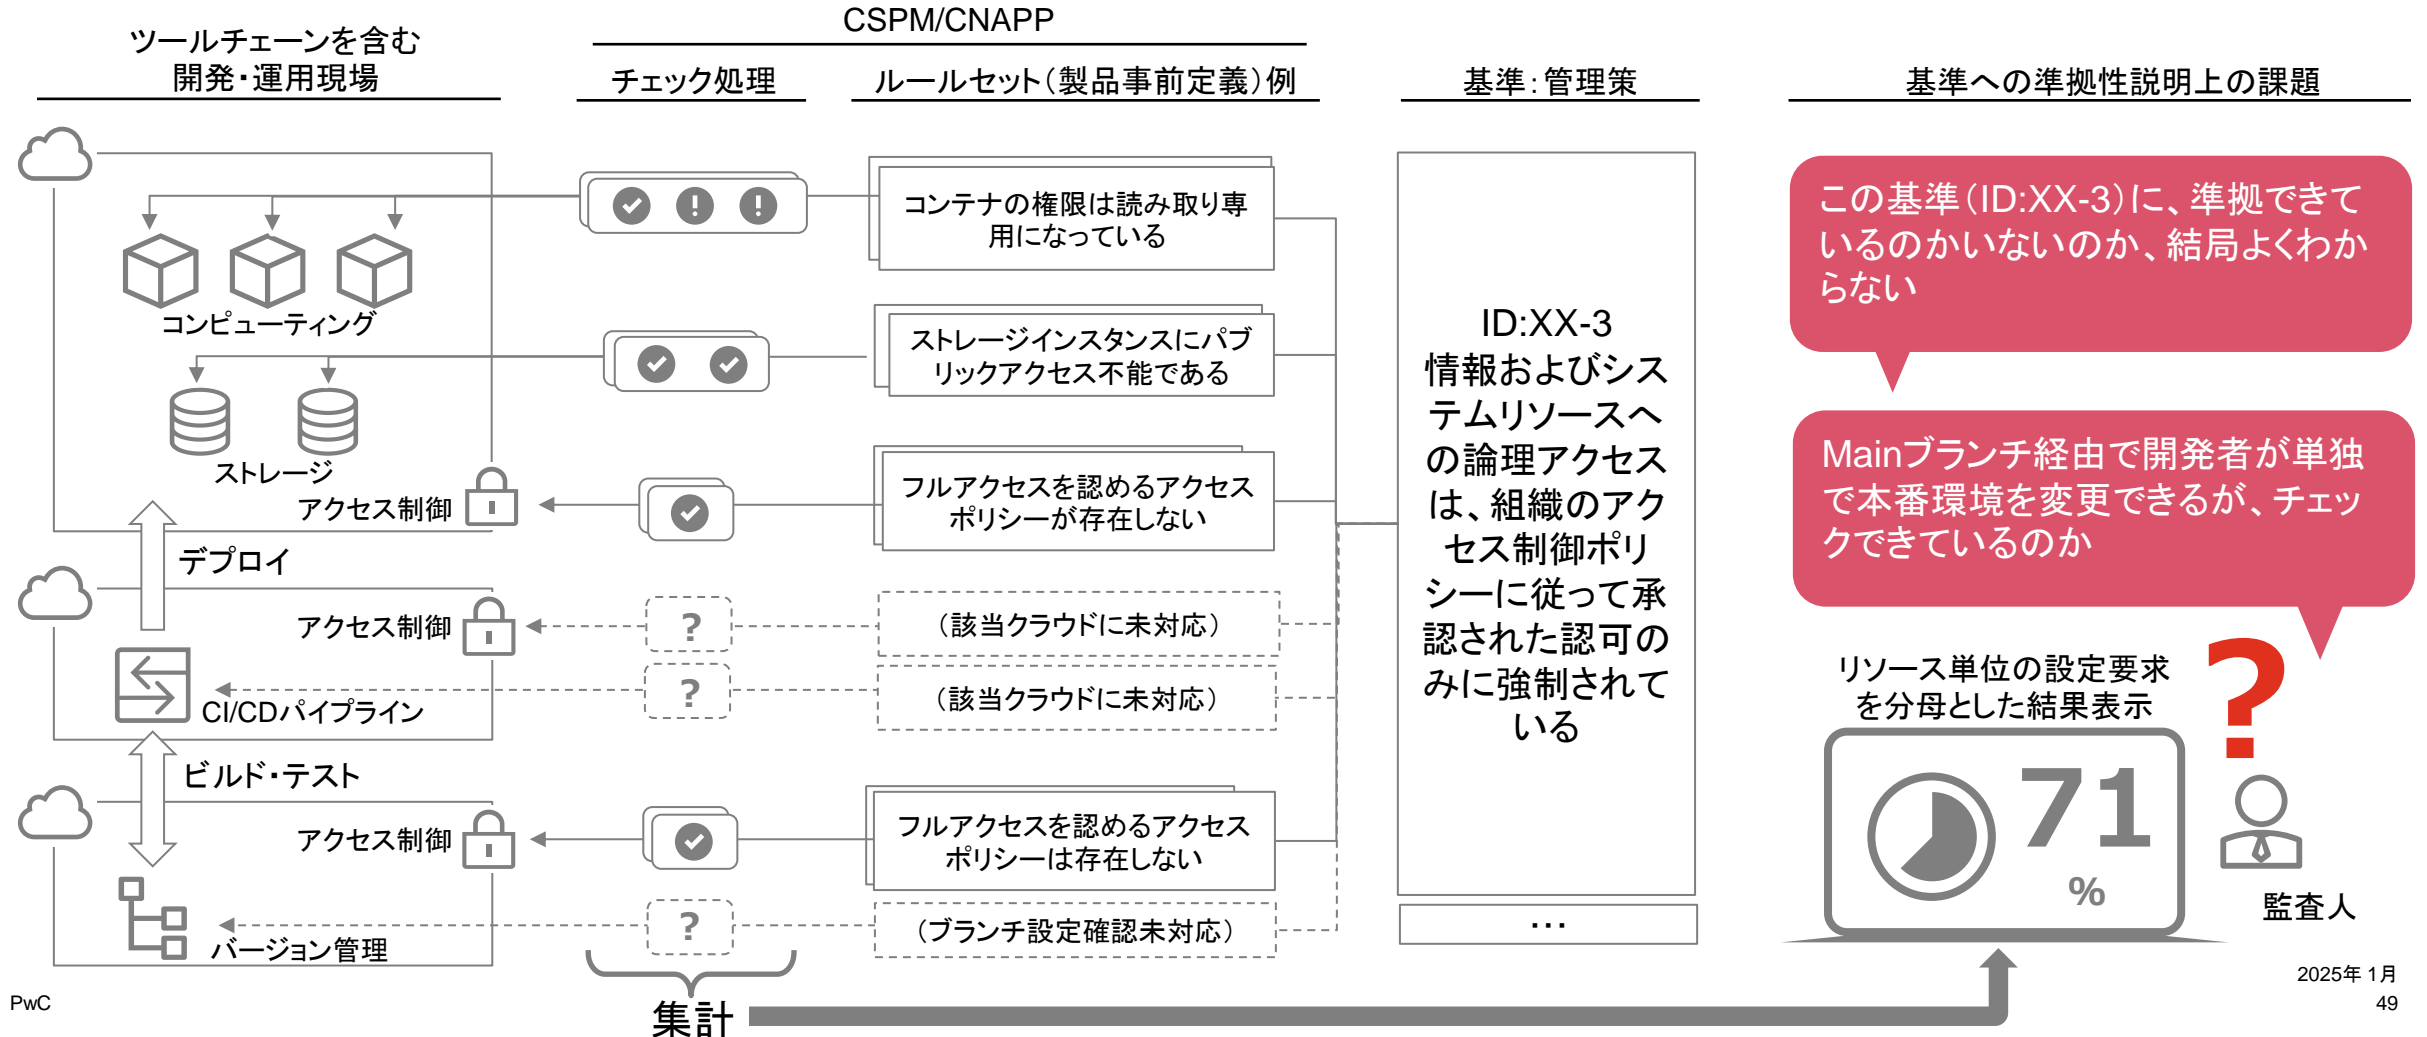 CSPM/CNAPP
ツールチェーンを含む
開発・運用現場
チェック処理
ルールセット（製品事前定義）例
基準：管理策
基準への準拠性説明上の課題
コンテナの権限は読み取り専
用になっている
コンピューティング
ストレージインスタンスにパブ
リックアクセス不能である
ストレージ
アクセス制御
フルアクセスを認めるアクセス
ポリシーが存在しない
デプロイ
アクセス制御
?
（該当クラウドに未対応）
CI/CDパイプライン
?
（該当クラウドに未対応）
ビルド・テスト
アクセス制御
フルアクセスを認めるアクセス
ポリシーは存在しない
バージョン管理
?
（ブランチ設定確認未対応）
集計
ID:XX-3
情報およびシス
テムリソースへ
の論理アクセス
は、組織のアク
セス制御ポリ
シーに従って承
認された認可の
みに強制されて
いる
…
この基準（ID:XX-3）に、準拠できて
いるのかいないのか、結局よくわか
らない
Mainブランチ経由で開発者が単独
で本番環境を変更できるが、チェッ
クできているのか
リソース単位の設定要求
を分母とした結果表示
?
71
%
監査人
PwC
2025年 1月
49